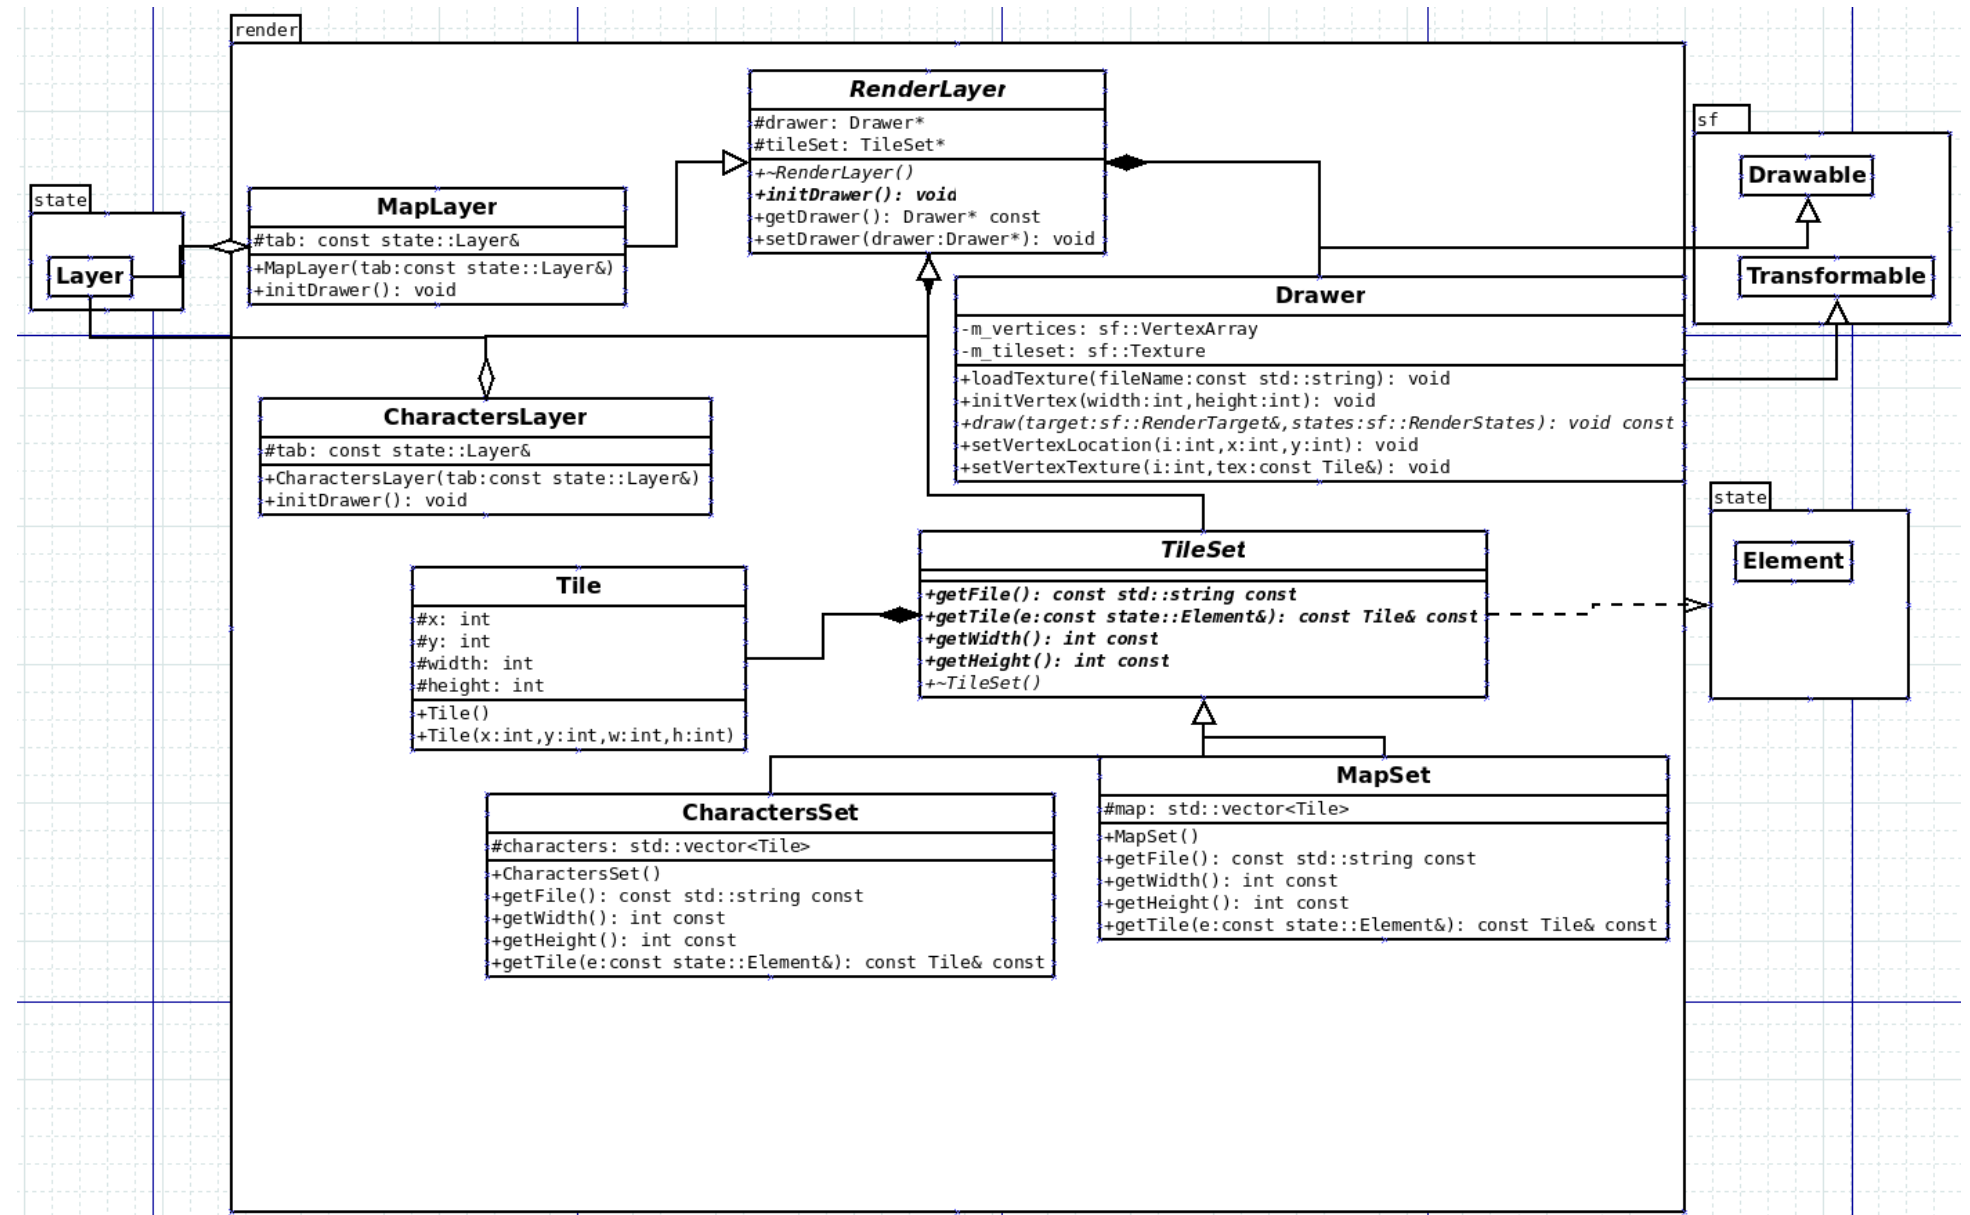 render
RenderLayer
#drawer: Drawer*
#tileSet: TileSet*
+~RenderLayer()
+initDrawer(): void
+getDrawer(): Drawer* const
+setDrawer(drawer:Drawer*): void
sf
Drawable
Transformable
state
Layer
MapLayer
#tab: const state::Layer&
+MapLayer(tab:const state::Layer&)
+initDrawer(): void
Drawer
-m_vertices: sf::VertexArray
-m_tileset: sf::Texture
+loadTexture(fileName:const std::string): void
+initVertex(width:int,height:int): void
+draw(target:sf::RenderTarget&,states:sf::RenderStates): void const
+setVertexLocation(i:int,x:int,y:int): void
+setVertexTexture(i:int,tex:const Tile&): void
CharactersLayer
#tab: const state::Layer&
+CharactersLayer(tab:const state::Layer&)
+initDrawer(): void
state
Element
TileSet
+getFile(): const std::string const
+getTile(e:const state::Element&): const Tile& const
+getWidth(): int const
+getHeight(): int const
+~TileSet()
Tile
#x: int
#y: int
#width: int
#height: int
+Tile()
+Tile(x:int,y:int,w:int,h:int)
CharactersSet
#characters: std::vector<Tile>
+CharactersSet()
+getFile(): const std::string const
+getWidth(): int const
+getHeight(): int const
+getTile(e:const state::Element&): const Tile& const
MapSet
#map: std::vector<Tile>
+MapSet()
+getFile(): const std::string const
+getWidth(): int const
+getHeight(): int const
+getTile(e:const state::Element&): const Tile& const